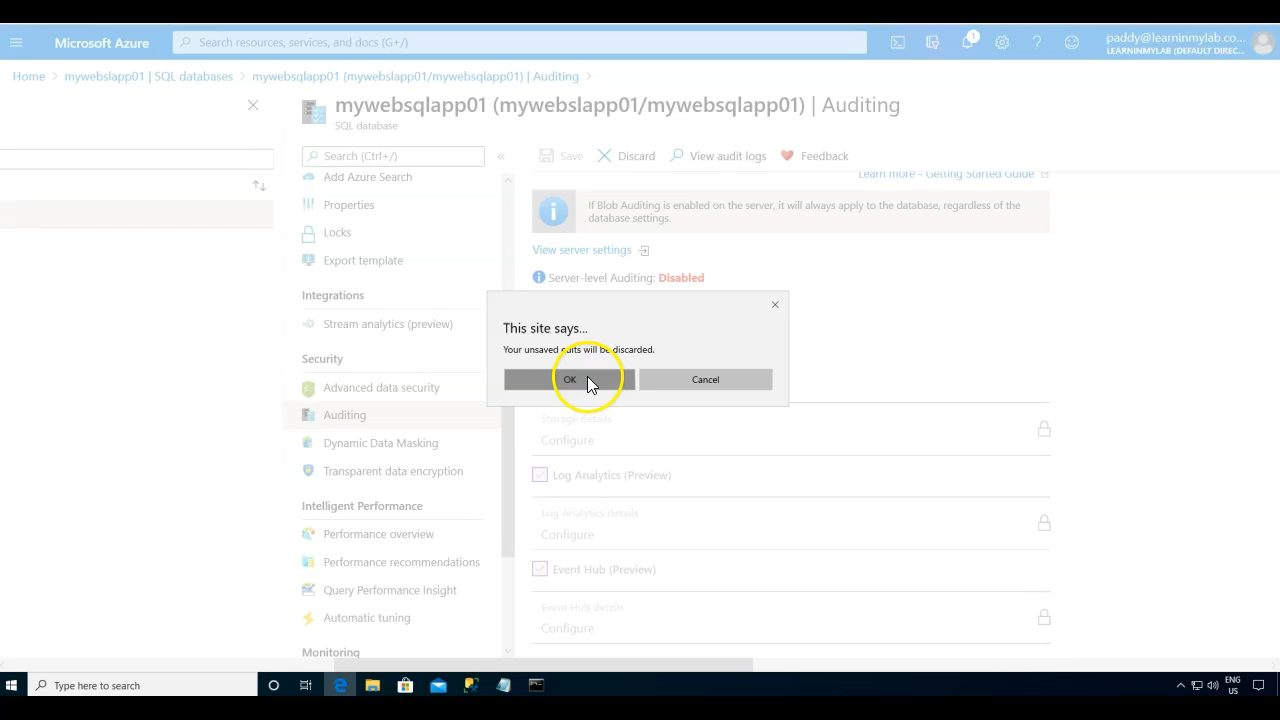 Microsoft Azure
Search resources, services, and docs (G+/)
1
paddy@learninmylab.co...
LEARNINMYLAB (DEFAULT DIREC...
Home > mywebslapp01 | SQL databases > mywebsqlapp01 (mywebslapp01/mywebsqlapp01) | Auditing >
mywebsqlapp01 (mywebslapp01/mywebsqlapp01) | Auditing
SQL database
Search (Ctrl+/)
«
Save
Discard
View audit logs
Feedback
Add Azure Search
Properties
Locks
Export template
Integrations
Stream analytics (preview)
Security
Advanced data security
Auditing
Dynamic Data Masking
Transparent data encryption
Intelligent Performance
Performance overview
Performance recommendations
Query Performance Insight
Automatic tuning
Monitoring
Learn more - Getting Started Guide
If Blob Auditing is enabled on the server, it will always apply to the database, regardless of the
database settings.
View server settings
Server-level Auditing: Disabled
This site says...
Your unsaved edits will be discarded.
OK
Cancel
Storage details
Configure
Log Analytics (Preview)
Log Analytics details
Configure
Event Hub (Preview)
Event Hub details
Configure
Type here to search
ENG
US